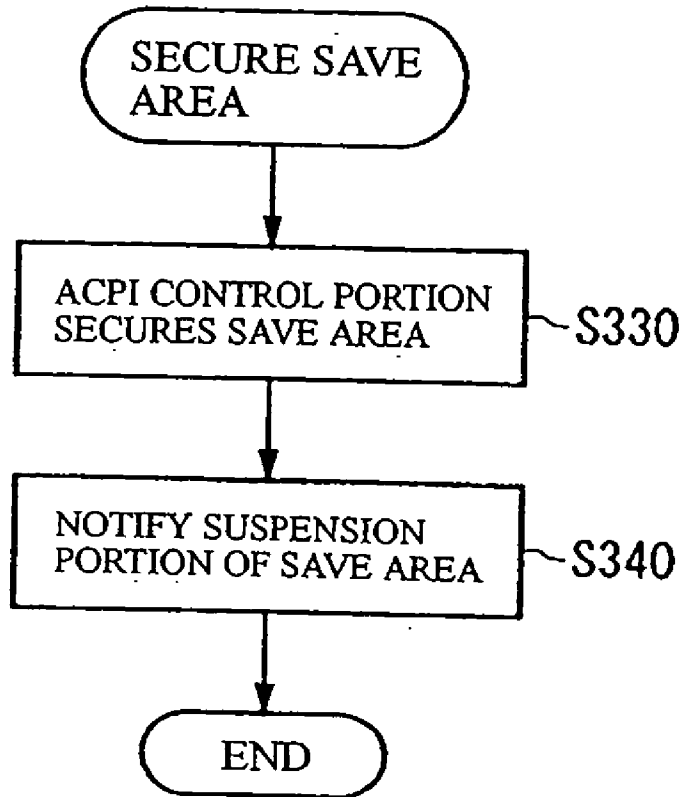 SECURE SAVE
AREA
ACPI CONTROL PORTION
SECURES SAVE AREA
S330
NOTIFY SUSPENSION
PORTION OF SAVE AREA
S340
END